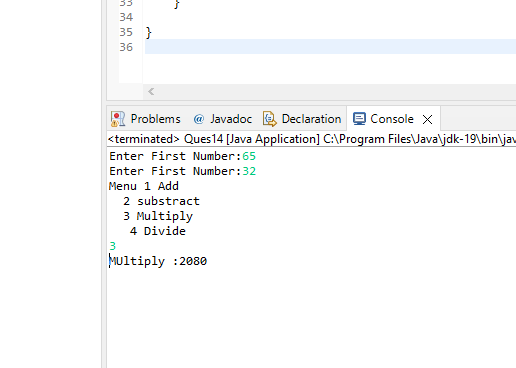 33 }
34
35 }
36
<
Problems @ Javadoc Declaration Console
<terminated> Ques14 [Java Application] C:\Program Files\Java\jdk-19\bin\jav
Enter First Number:65
Enter First Number:32
Menu 1 Add
2 substract
3 Multiply
4 Divide
3
MUltiply :2080